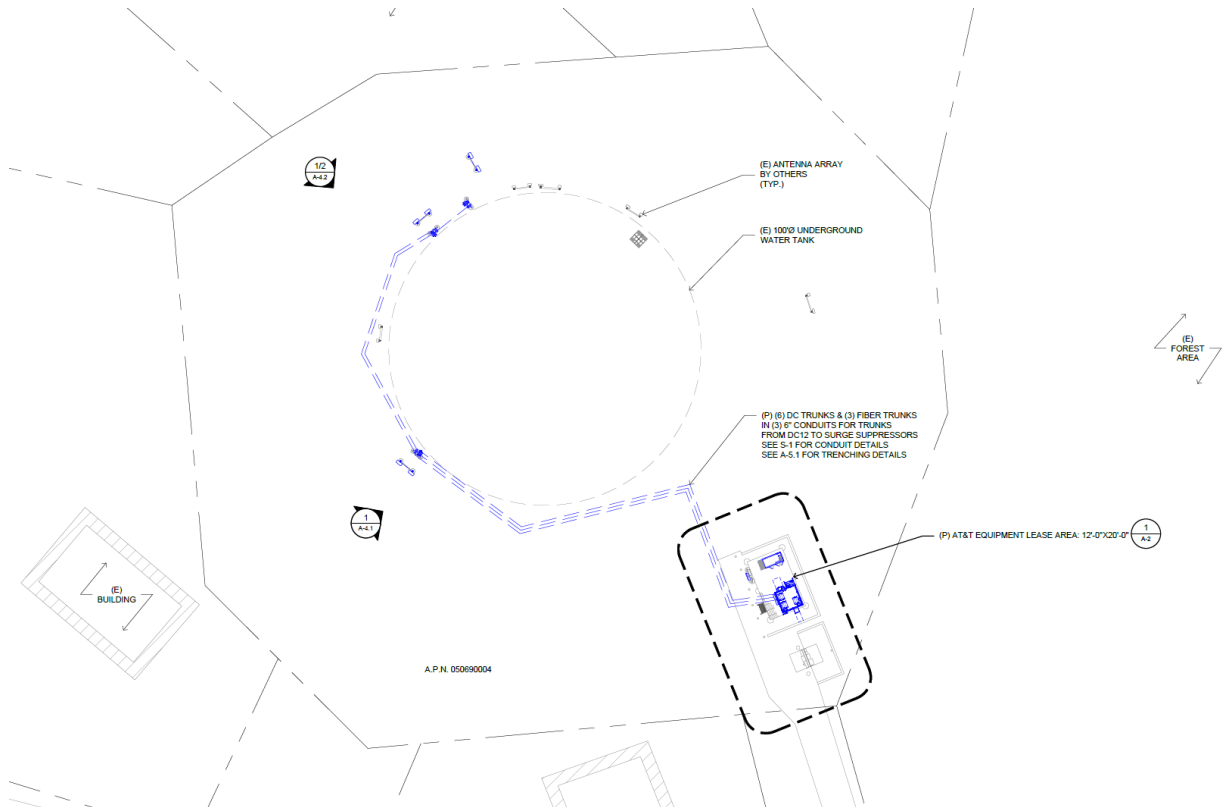 1/2
A-4.2
(E) ANTENNA ARRAY
BY OTHERS
(TYP.)
(E) 100'Ø UNDERGROUND
WATER TANK
(E)
FOREST
AREA
(P) (6) DC TRUNKS & (3) FIBER TRUNKS
IN (3) 6" CONDUITS FOR TRUNKS
FROM DC12 TO SURGE SUPPRESSORS
SEE S-1 FOR CONDUIT DETAILS
SEE A-5.1 FOR TRENCHING DETAILS
1
A-4.1
(P) AT&T EQUIPMENT LEASE AREA: 12'-0"X20'-0"
1
A-2
(E)
BUILDING
A.P.N. 050690004